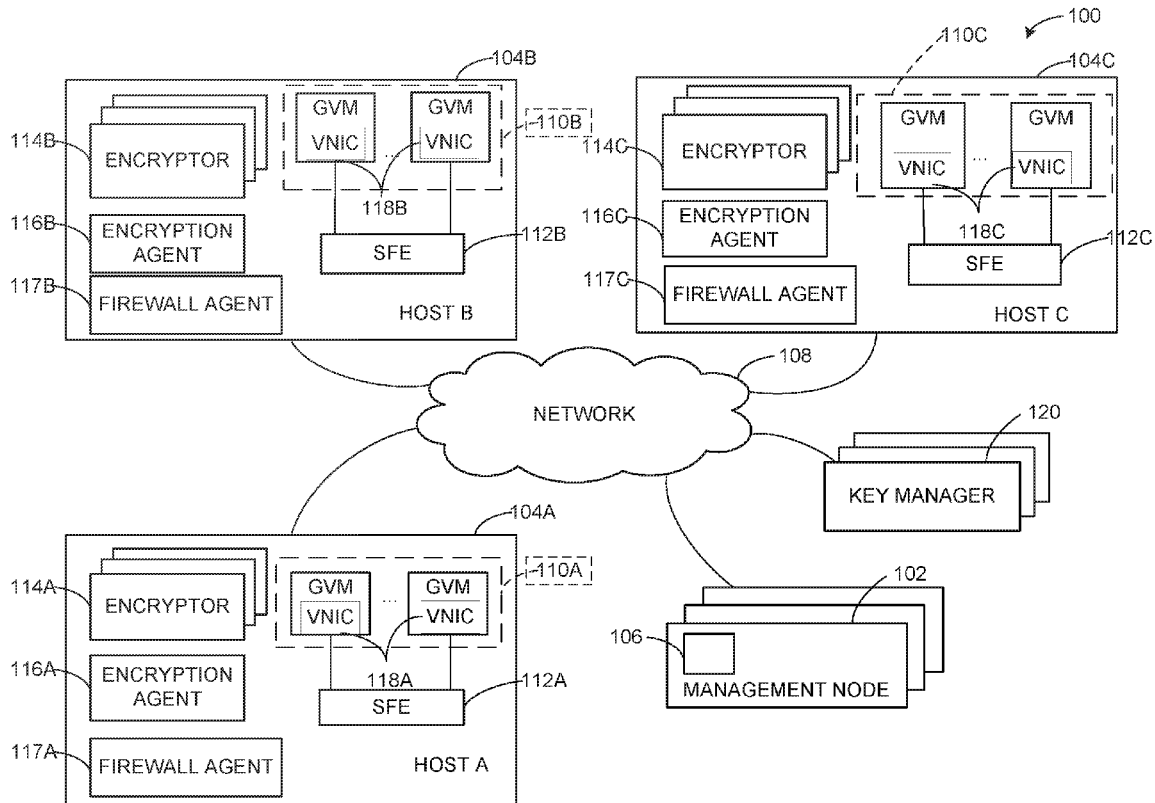 100
110C
104B
104C
GVM
GVM
VNIC
VNIC
...
110B
114B
ENCRYPTOR
118B
116B
ENCRYPTION
AGENT
SFE
112B
117B
FIREWALL AGENT
HOST B
GVM
GVM
VNIC
VNIC
...
114C
ENCRYPTOR
118C
116C
ENCRYPTION
AGENT
SFE
112C
117C
FIREWALL AGENT
HOST C
108
NETWORK
120
KEY MANAGER
104A
110A
GVM
GVM
VNIC
VNIC
...
114A
ENCRYPTOR
118A
116A
ENCRYPTION
AGENT
SFE
112A
117A
FIREWALL AGENT
HOST A
102
106
MANAGEMENT NODE